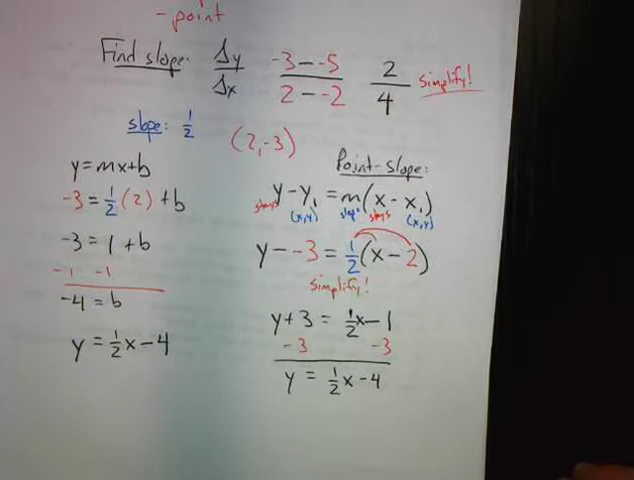 - point
Find slope: Δy/Δx -3--5/2--2 2/4 simplify!
slope: 1/2 (2,-3)
y=mx+b
-3=1/2(2)+b
-3=1+b
-1 -1
-4=b
y=1/2x-4
Point-slope:
y-y₁=m(x-x₁)
stays (x,y) slope stays (x,y)
y--3=1/2(x-2)
simplify!
y+3=1/2x-1
-3 -3
y=1/2x-4